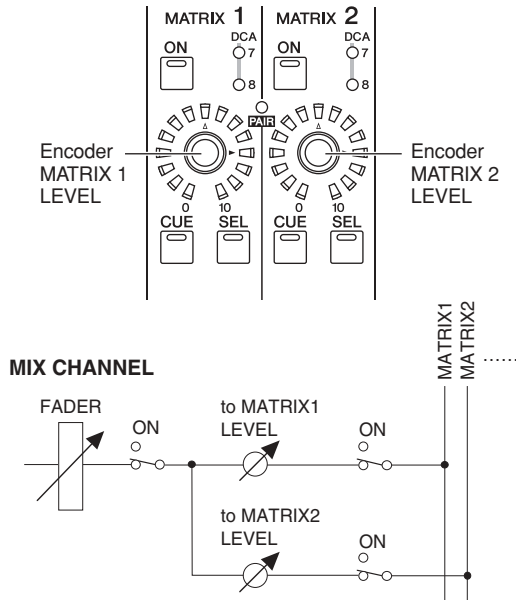 MATRIX 1
MATRIX 2
ON
DCA
7
8
ON
DCA
7
8
PAIR
Encoder
MATRIX 1
LEVEL
Encoder
MATRIX 2
LEVEL
0
10
0
10
CUE
SEL
CUE
SEL
MATRIX1
MATRIX2
MIX CHANNEL
FADER
ON
to MATRIX1
LEVEL
ON
to MATRIX2
LEVEL
ON